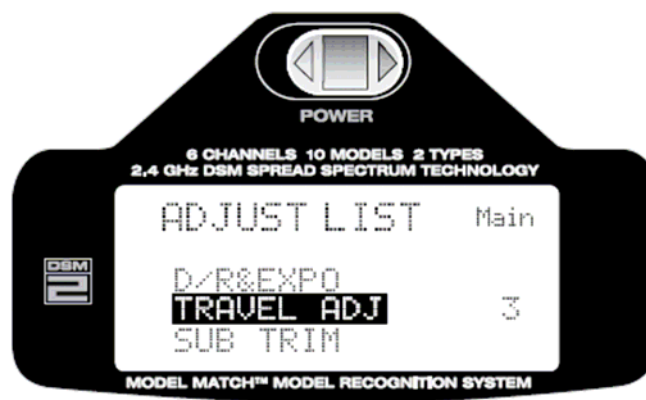 POWER
6 CHANNELS 10 MODELS 2 TYPES
2,4 GHz DSM SPREAD SPECTRUM TECHNOLOGY
ADJUST LIST Main
D/R&EXPO
TRAVEL ADJ 3
SUB TRIM
DSM
2
MODEL MATCH™ MODEL RECOGNITION SYSTEM